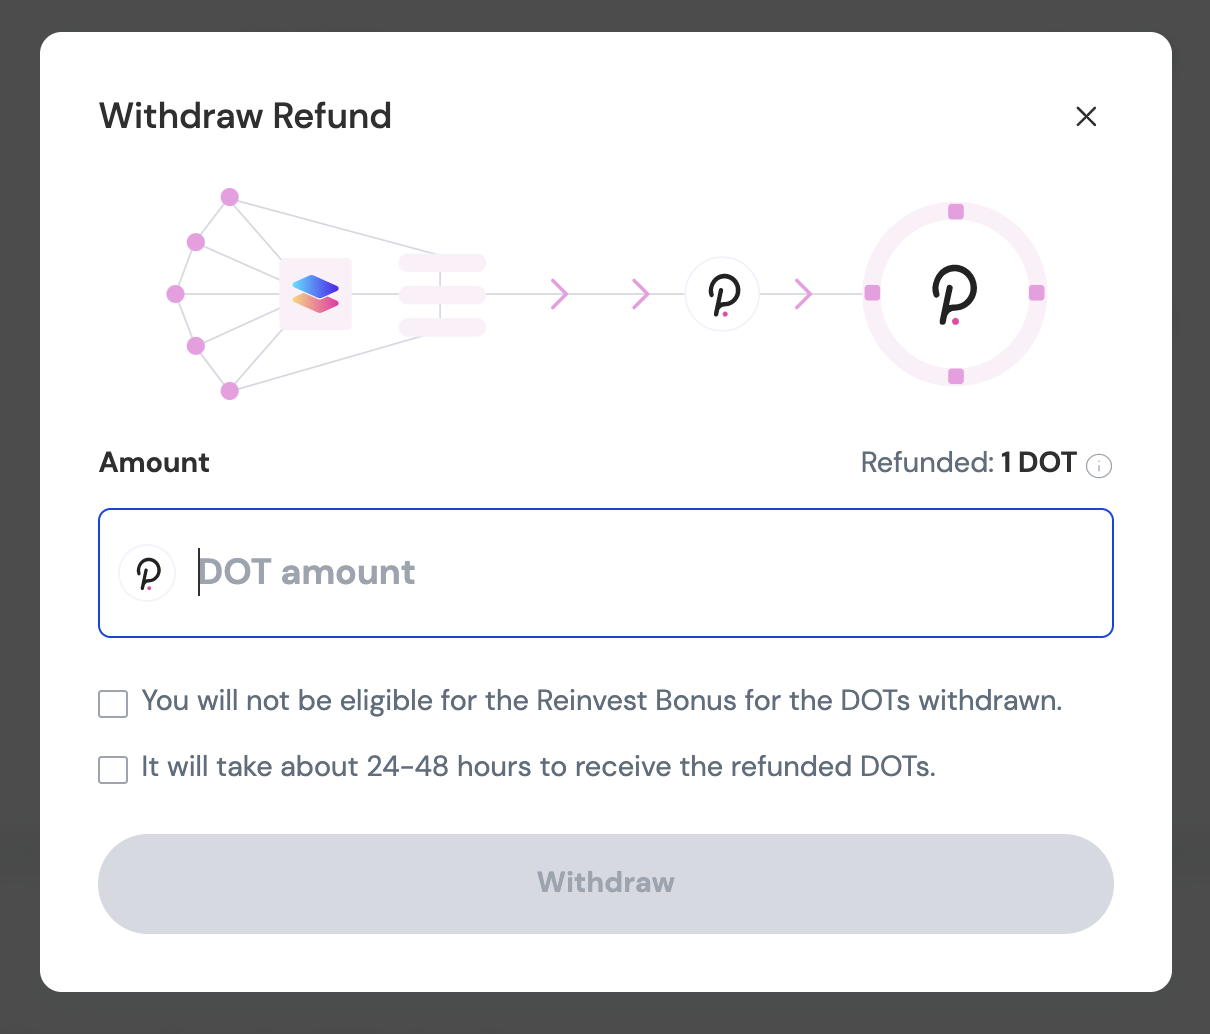 Withdraw Refund
Amount
Refunded: 1 DOT
DOT amount
You will not be eligible for the Reinvest Bonus for the DOTs withdrawn.
It will take about 24-48 hours to receive the refunded DOTs.
Withdraw